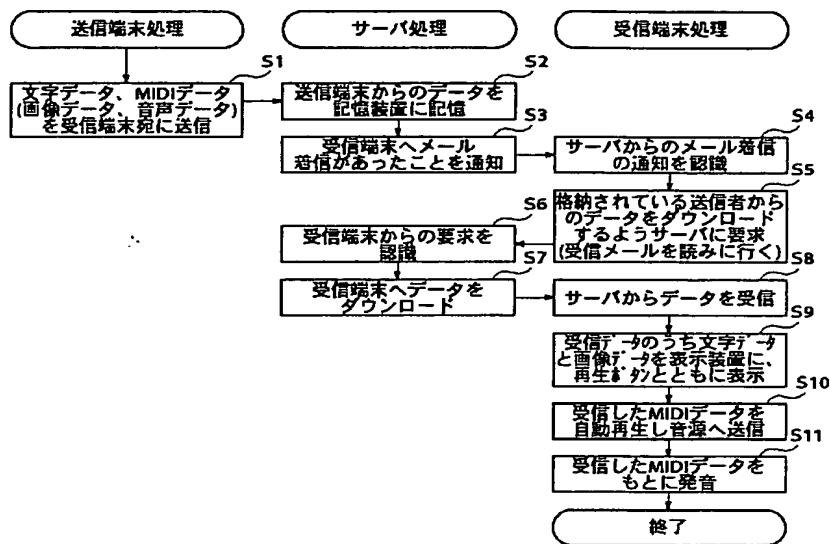 送信端末処理
サーバ処理
受信端末処理
S1
文字データ、MIDIデータ
(画像データ、音声データ)
を受信端末宛に送信
S2
送信端末からのデータを
記憶装置に記憶
S3
受信端末へメール
着信があったことを通知
S4
サーバからのメール着信
の通知を認識
S5
格納されている送信者から
のデータをダウンロード
するようサーバに要求
(受信メールを読みに行く)
S6
受信端末からの要求を
認識
S7
受信端末へデータを
ダウンロード
S8
サーバからデータを受信
S9
受信データのうち文字データ
と画像データを表示装置に、
再生ボタンとともに表示
S10
受信したMIDIデータを
自動再生し音源へ送信
S11
受信したMIDIデータを
もとに発音
終了